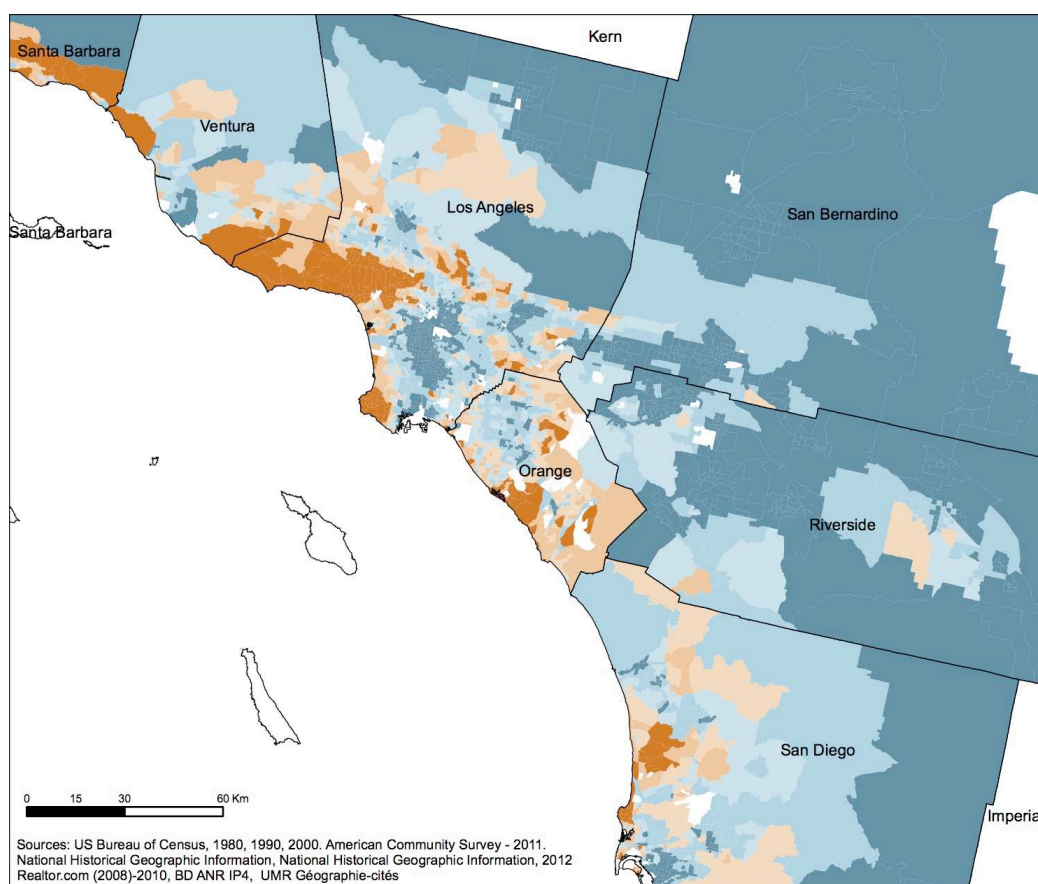 Kern
Santa Barbara
Ventura
Los Angeles
San Bernardino
Santa Barbara
Orange
Riverside
San Diego
Imperia
0 15 30 60 Km
Sources: US Bureau of Census, 1980, 1990, 2000. American Community Survey - 2011.
National Historical Geographic Information, National Historical Geographic Information, 2012
Realtor.com (2008)-2010, BD ANR IP4, UMR Géographie-cités